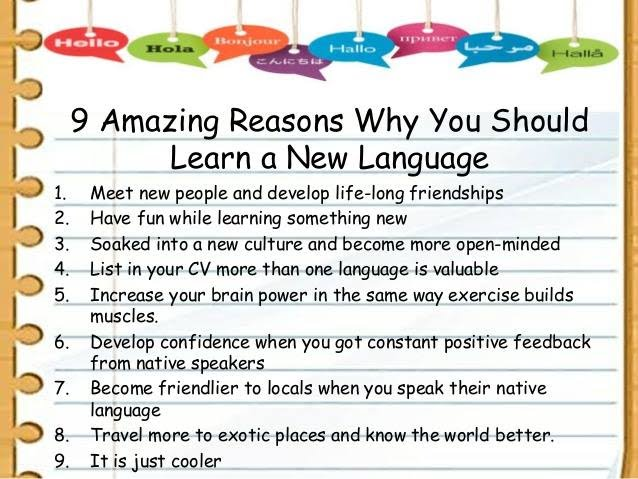 Hello
Hola
Bonjour
こんにちは
Hallo
привет
مرحبا
Hallå
9 Amazing Reasons Why You Should
Learn a New Language
1. Meet new people and develop life-long friendships
2. Have fun while learning something new
3. Soaked into a new culture and become more open-minded
4. List in your CV more than one language is valuable
5. Increase your brain power in the same way exercise builds
muscles.
6. Develop confidence when you got constant positive feedback
from native speakers
7. Become friendlier to locals when you speak their native
language
8. Travel more to exotic places and know the world better.
9. It is just cooler